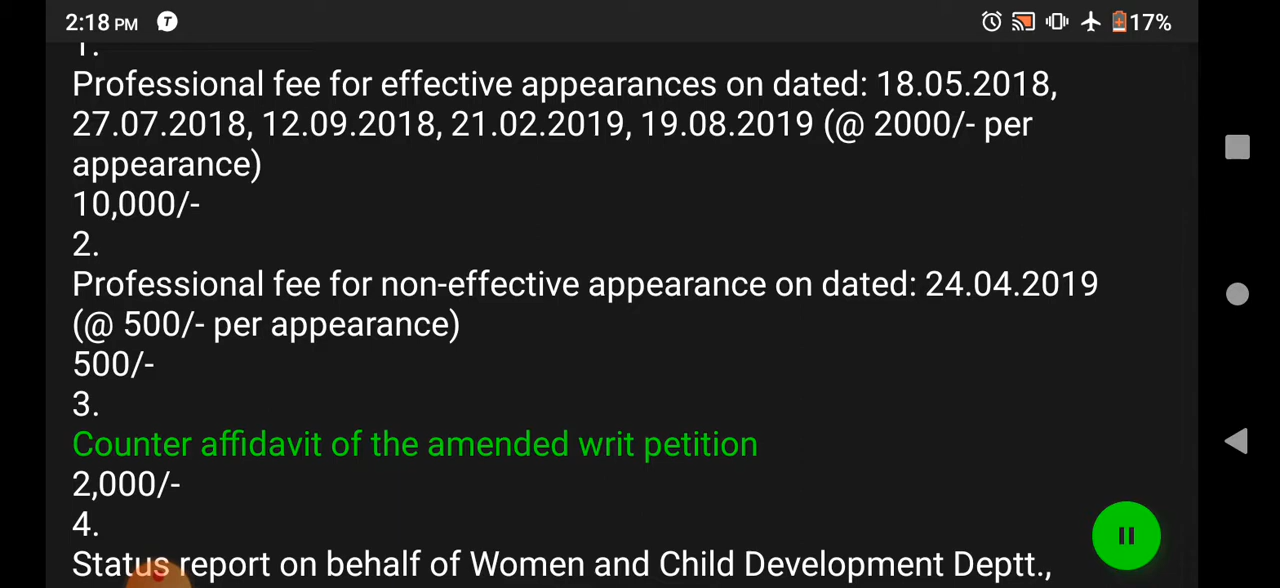 2:18 PM T 17%
1.
Professional fee for effective appearances on dated: 18.05.2018,
27.07.2018, 12.09.2018, 21.02.2019, 19.08.2019 (@ 2000/- per
appearance)
10,000/-
2.
Professional fee for non-effective appearance on dated: 24.04.2019
(@ 500/- per appearance)
500/-
3.
Counter affidavit of the amended writ petition
2,000/-
4.
Status report on behalf of Women and Child Development Deptt.,